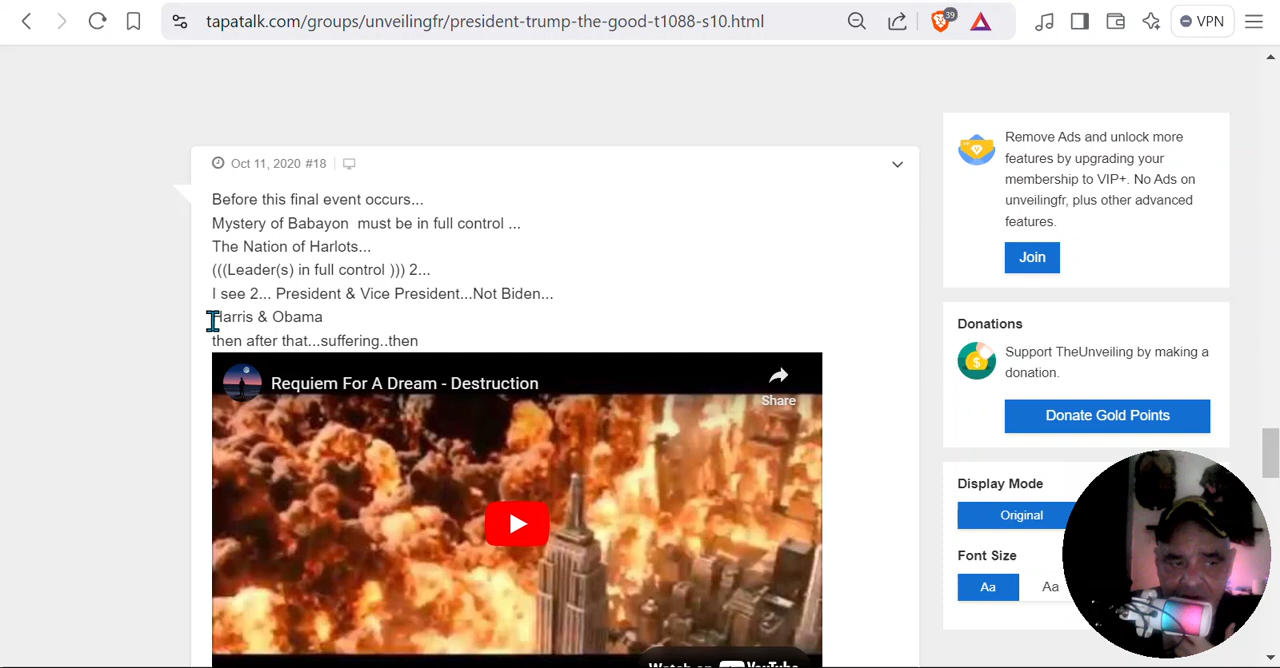 tapatalk.com/groups/unveilingfr/president-trump-the-good-t1088-s10.html
39
VPN
Oct 11, 2020 #18
Before this final event occurs...
Mystery of Babayon  must be in full control ...
The Nation of Harlots...
(((Leader(s) in full control ))) 2...
I see 2... President & Vice President...Not Biden...
Harris & Obama
then after that...suffering..then
Requiem For A Dream - Destruction
Share
Watch on YouTube
Remove Ads and unlock more
features by upgrading your
membership to VIP+. No Ads on
unveilingfr, plus other advanced
features.
Join
Donations
Support TheUnveiling by making a
donation.
Donate Gold Points
Display Mode
Original
Font Size
Aa
Aa